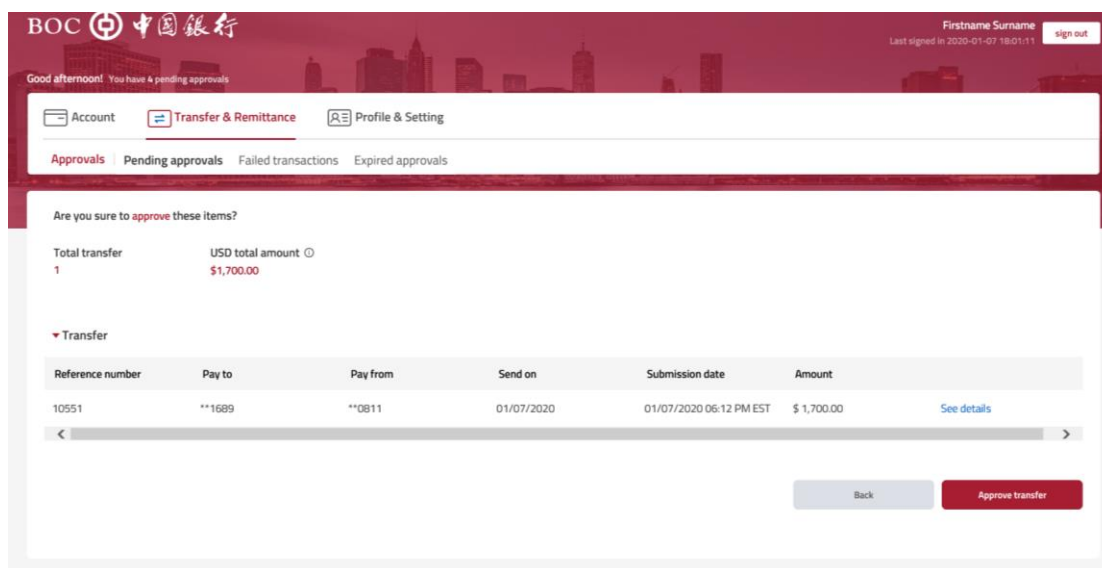 BOC 中國銀行
Firstname Surname
Last signed in 2020-01-07 18:01:11
sign out
Good afternoon! You have 4 pending approvals
Account Transfer & Remittance Profile & Setting
Approvals Pending approvals Failed transactions Expired approvals
Are you sure to approve these items?
Total transfer USD total amount
1 $1,700.00
Transfer
Reference number Pay to Pay from Send on Submission date Amount
10551 **1689 **0811 01/07/2020 01/07/2020 06:12 PM EST $ 1,700.00 See details
Back Approve transfer